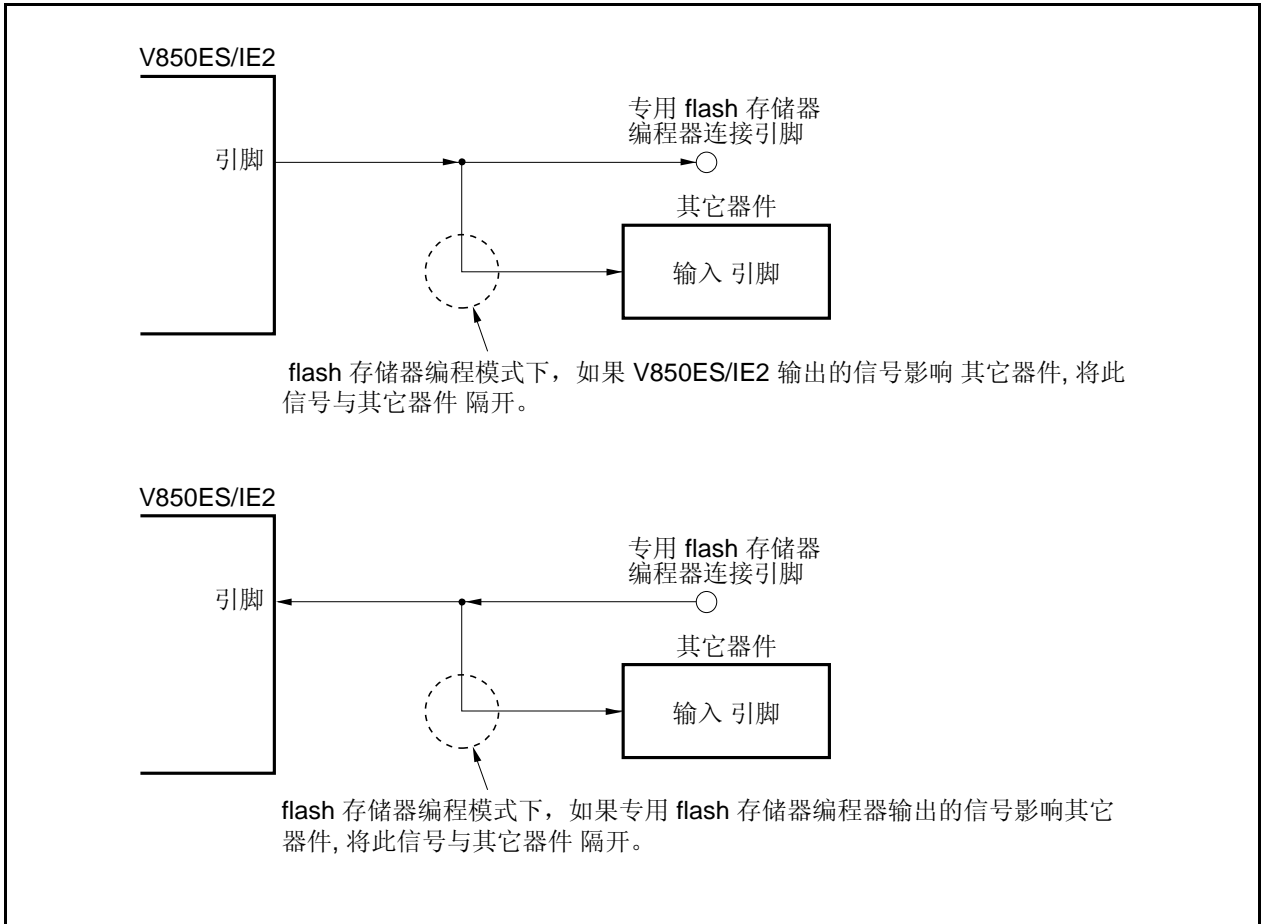 V850ES/IE2
专用 flash 存储器
编程器连接引脚
引脚
其它器件
输入 引脚
flash 存储器编程模式下，如果 V850ES/IE2 输出的信号影响 其它器件, 将此
信号与其它器件 隔开。
V850ES/IE2
专用 flash 存储器
编程器连接引脚
引脚
其它器件
输入 引脚
flash 存储器编程模式下，如果专用 flash 存储器编程器输出的信号影响其它
器件, 将此信号与其它器件 隔开。